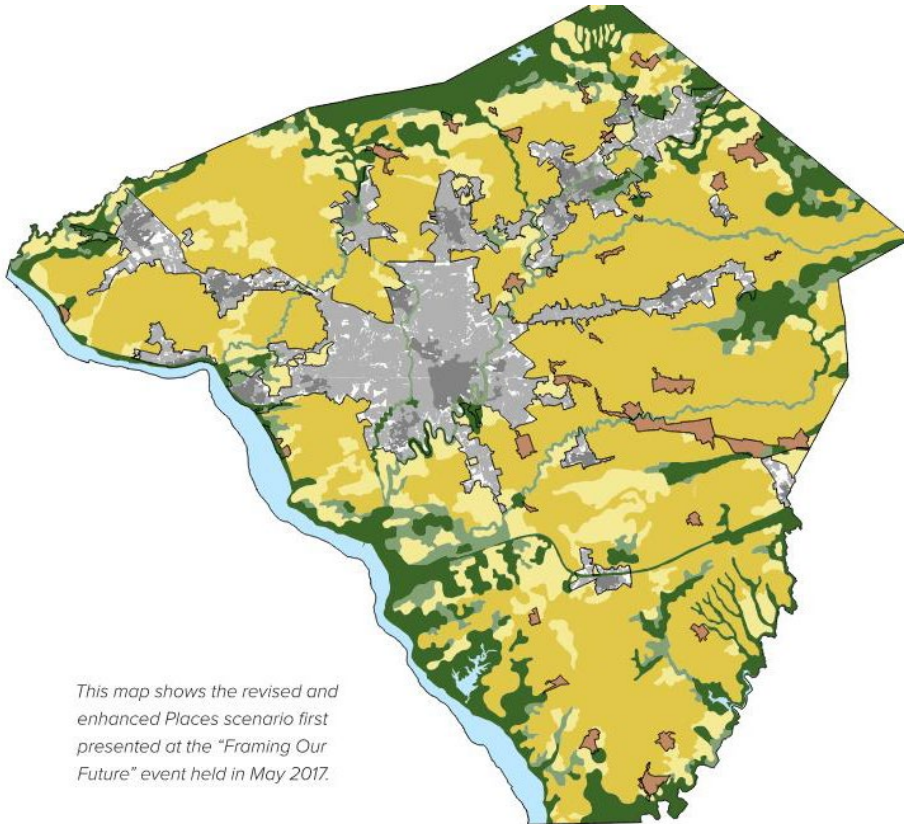 This map shows the revised and
enhanced Places scenario first
presented at the “Framing Our
Future” event held in May 2017.